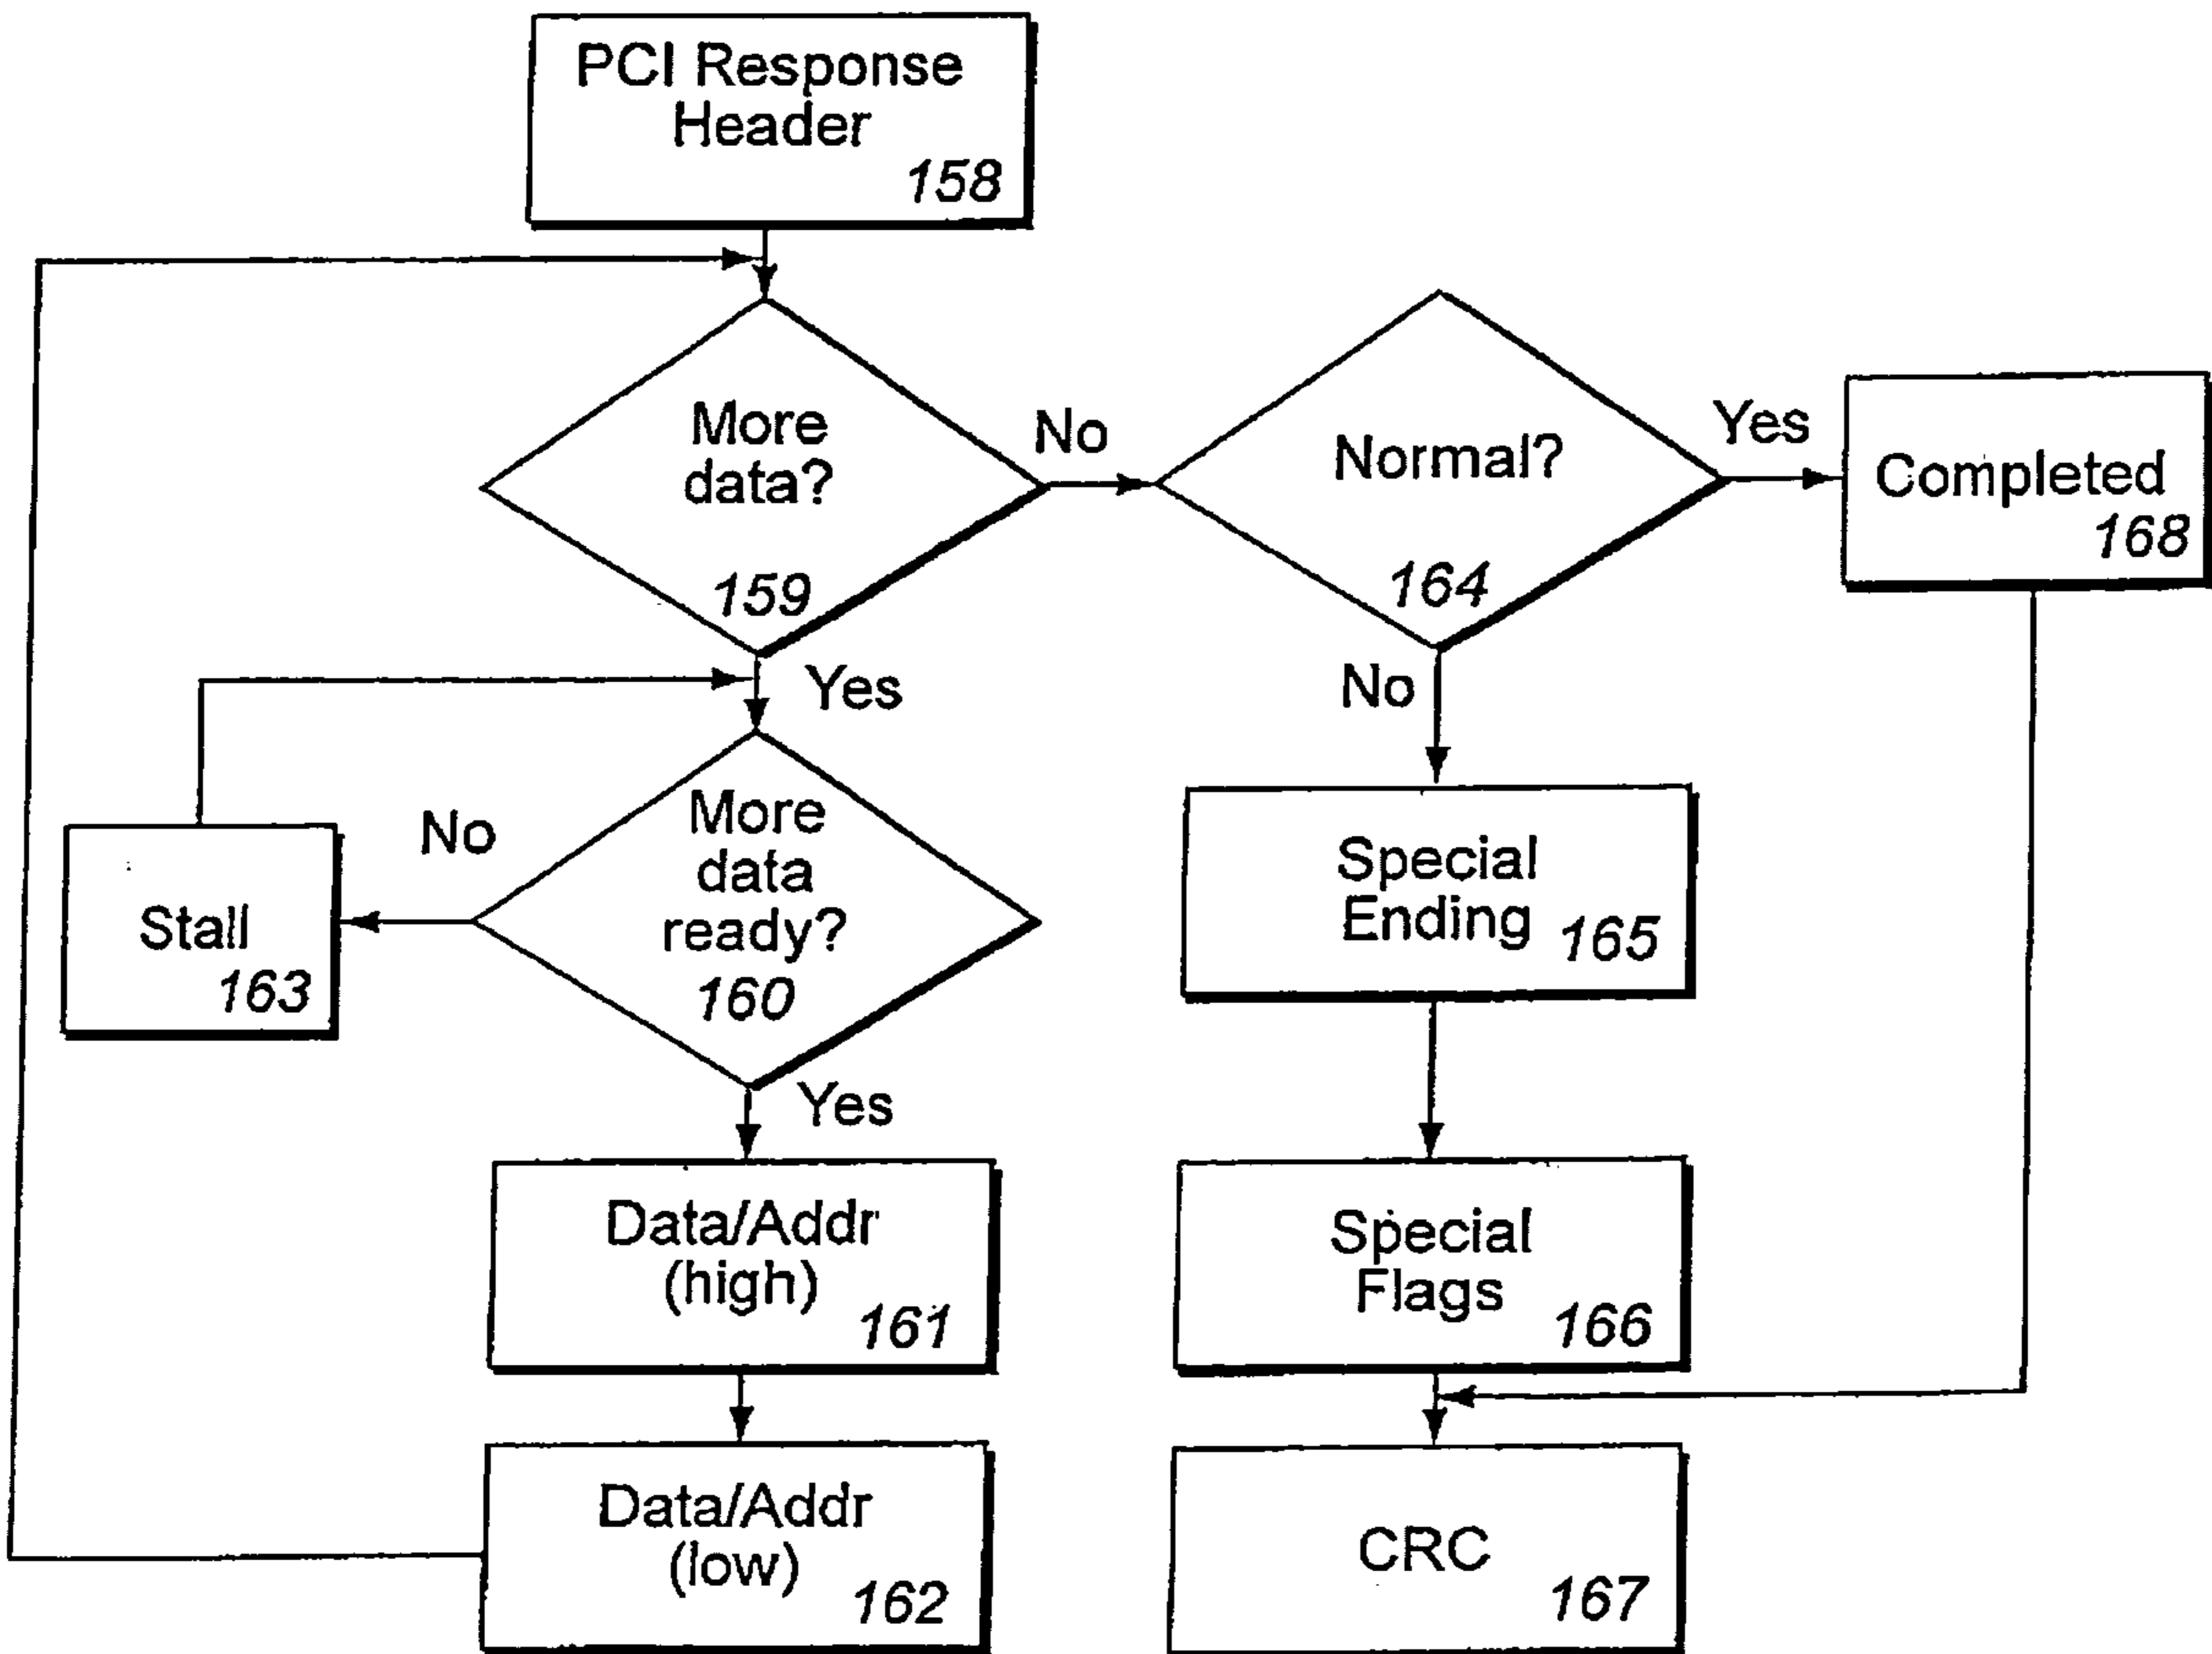 PCI Response
Header
158
More
data?
159
No
Normal?
164
Yes
Completed
168
Yes
No
More
data
ready?
160
No
Stall
163
Special
Ending
165
Yes
Data/Addr
(high)
161
Special
Flags
166
Data/Addr
(low)
162
CRC
167